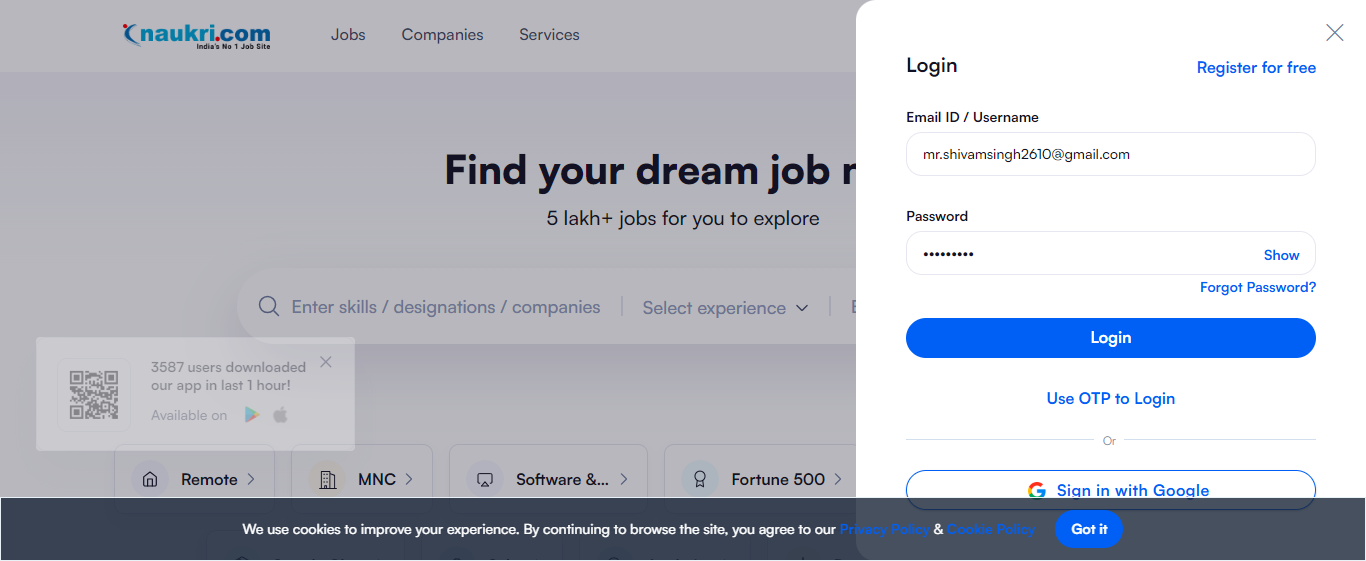 naukri.com
India's No 1 Job Site
Jobs
Companies
Services
Find your dream job
5 lakh+ jobs for you to explore
Enter skills / designations / companies
Select experience
3587 users downloaded
our app in last 1 hour!
Available on
Remote
MNC
Software &...
Fortune 500
Login
Register for free
Email ID / Username
mr.shivamsingh2610@gmail.com
Password
•••••••••
Show
Forgot Password?
Login
Use OTP to Login
Or
Sign in with Google
We use cookies to improve your experience. By continuing to browse the site, you agree to our Privacy Policy & Cookie Policy
Got it